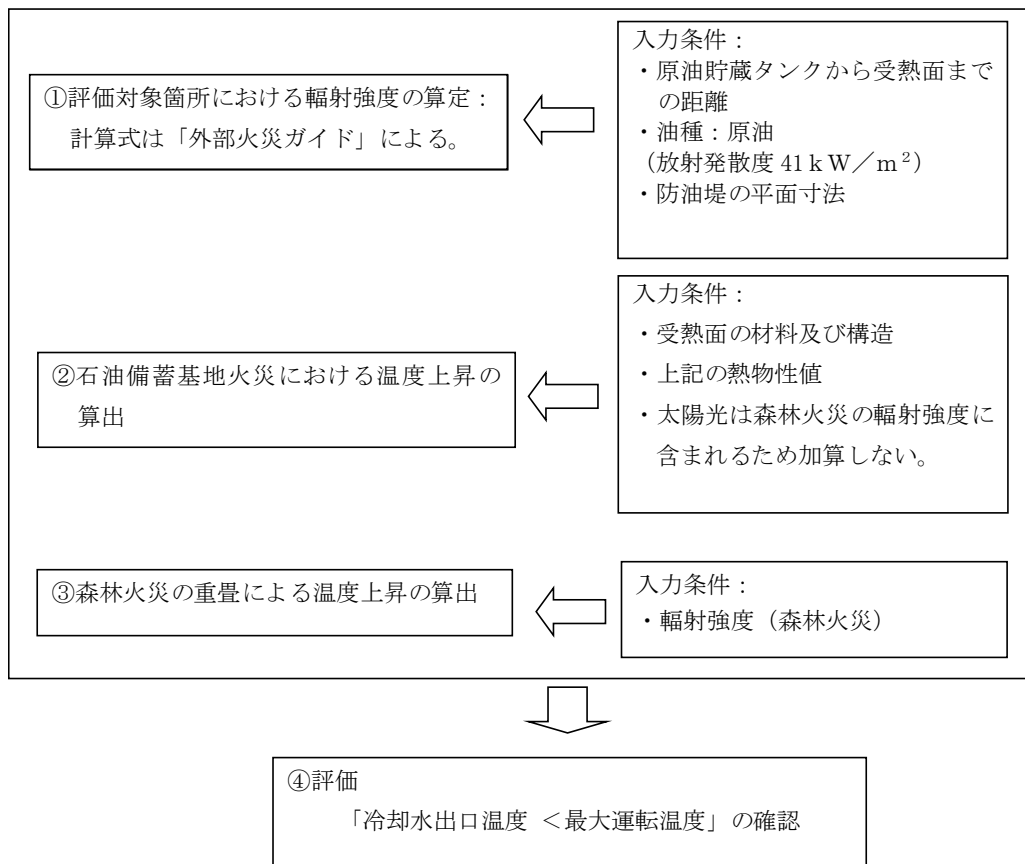 ①評価対象箇所における輻射強度の算定：
計算式は「外部火災ガイド」による。
入力条件：
・原油貯蔵タンクから受熱面まで
の距離
・油種：原油
（放射発散度 41ｋＷ／ｍ²）
・防油堤の平面寸法
②石油備蓄基地火災における温度上昇の
算出
入力条件：
・受熱面の材料及び構造
・上記の熱物性値
・太陽光は森林火災の輻射強度に
含まれるため加算しない。
③森林火災の重畳による温度上昇の算出
入力条件：
・輻射強度（森林火災）
④評価
「冷却水出口温度 ＜最大運転温度」の確認